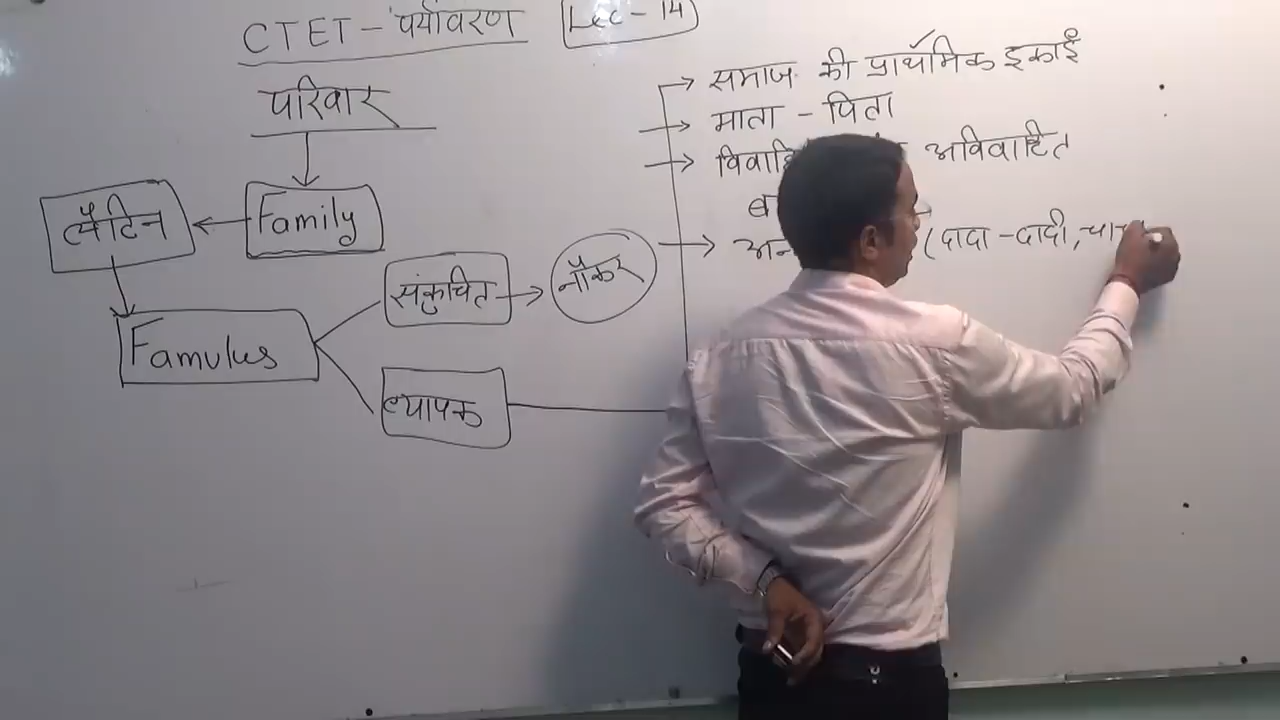 CTET - पर्यावरण
Lec - 14
परिवार
Family
लैटिन
Famulus
संकुचित
नौकर
व्यापक
समाज की प्राथमिक इकाई
माता - पिता
अविवाहित
(दादा - दादी, चा